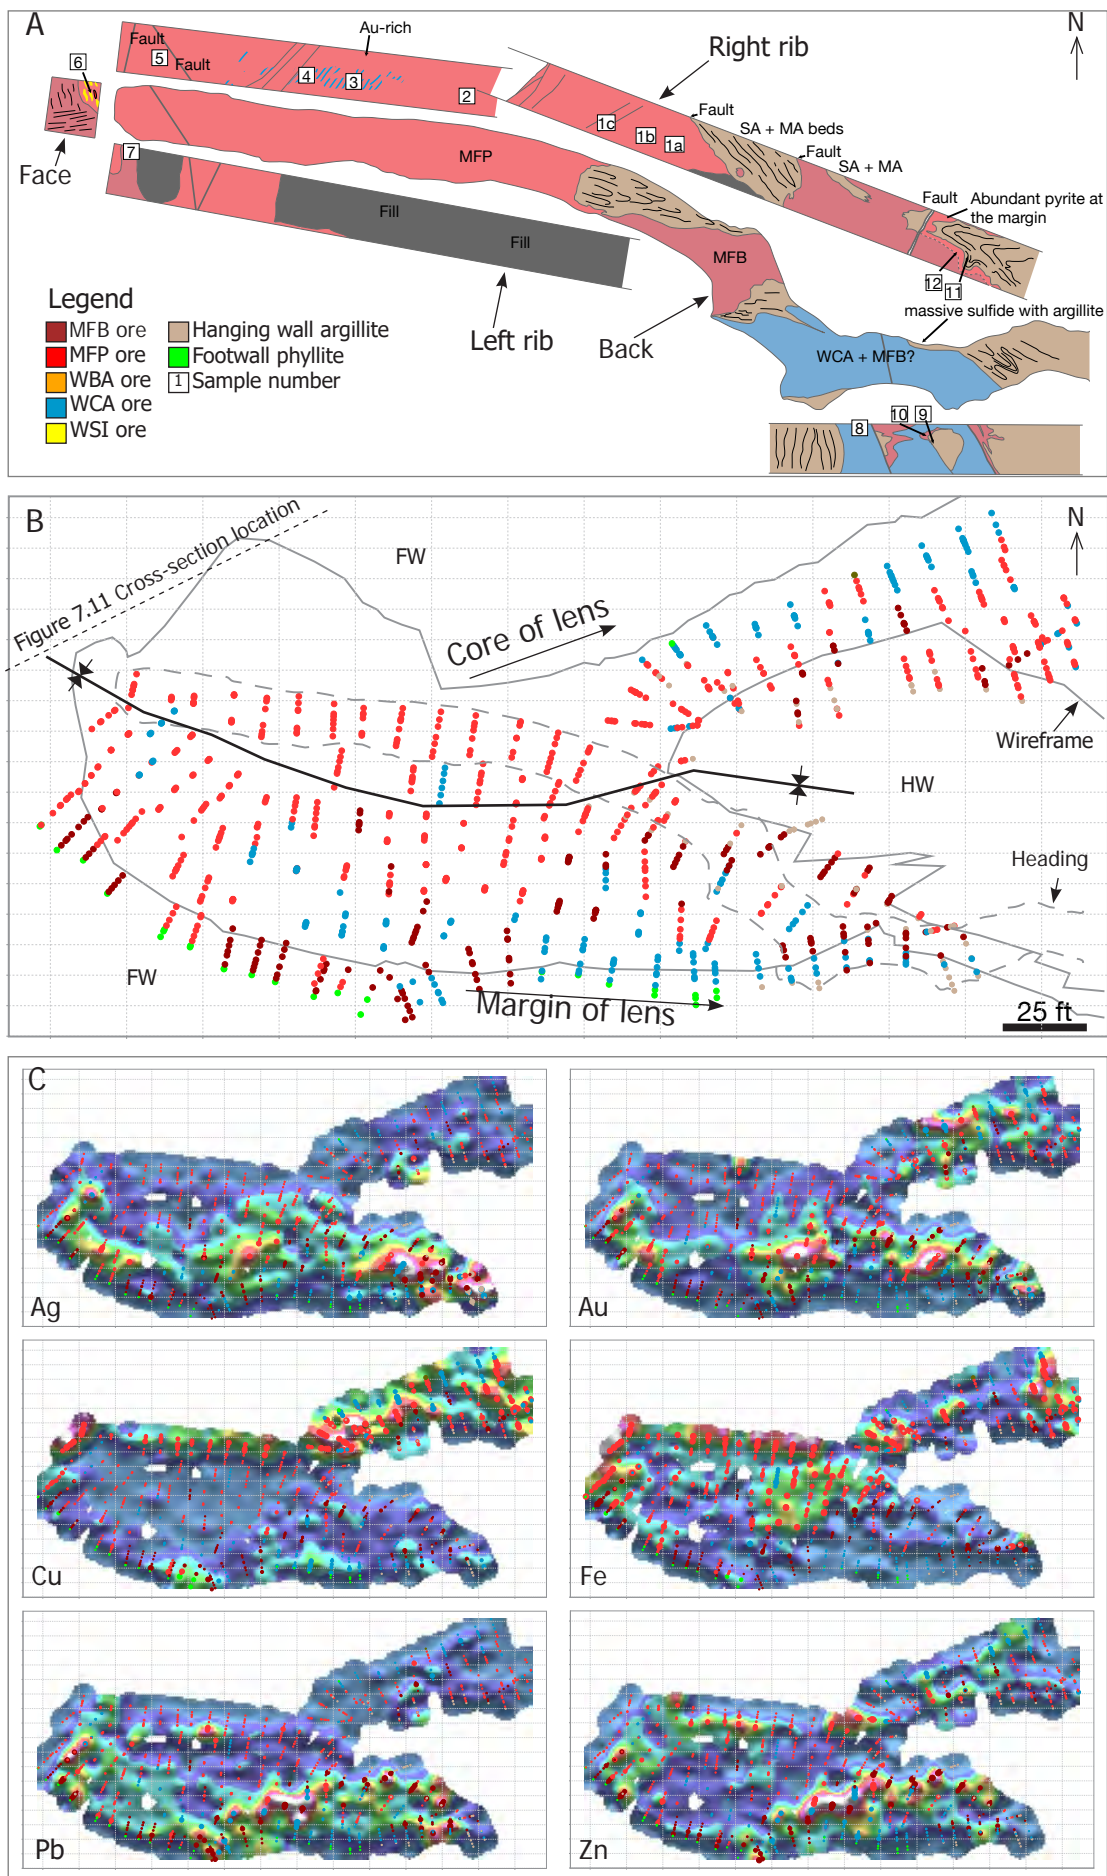 A
N
Au-rich
Right rib
Fault
5
Fault
6
4
3
2
Fault
1c
1b
1a
SA + MA beds
Fault
SA + MA
MFP
7
Face
Fault
Abundant pyrite at
the margin
Fill
Fill
MFB
12
11
Legend
MFB ore
MFP ore
WBA ore
WCA ore
WSI ore
Hanging wall argillite
Footwall phyllite
1
Sample number
Left rib
Back
massive sulfide with argillite
WCA + MFB?
8
10
9
B
N
Figure 7.11 Cross-section location
FW
Core of lens
Wireframe
HW
Heading
FW
Margin of lens
25 ft
C
Ag
Au
Cu
Fe
Pb
Zn